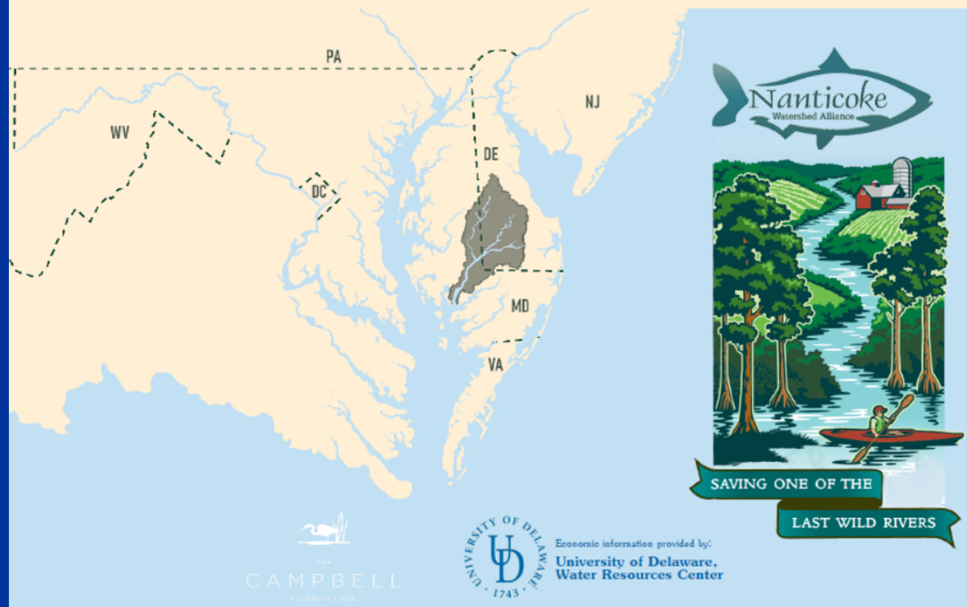 PA
NJ
WV
DE
DC
MD
VA
Nanticoke
Watershed Alliance
SAVING ONE OF THE
LAST WILD RIVERS
THE
CAMPBELL
FOUNDATION
UNIVERSITY OF DELAWARE
UD
1743
Economic information provided by:
University of Delaware,
Water Resources Center